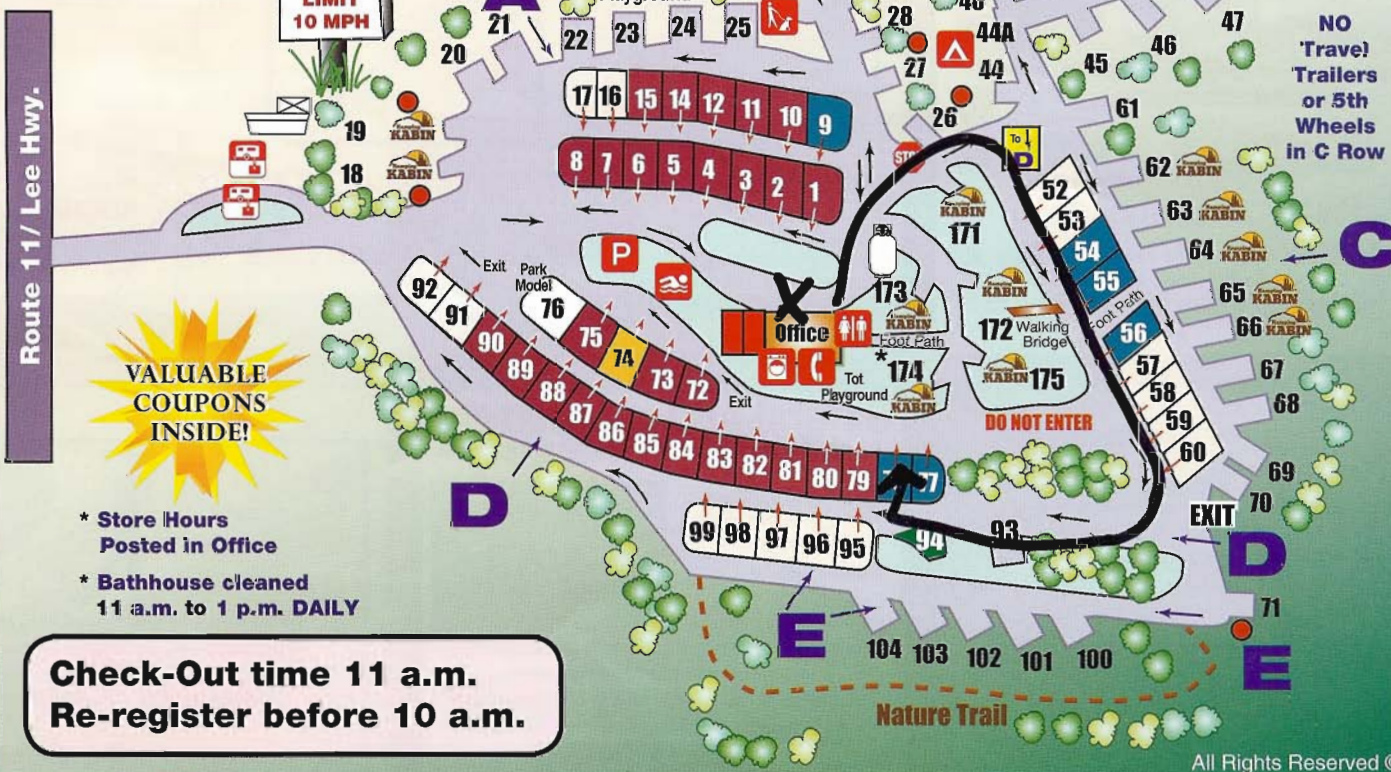 LIMIT
10 MPH
Playground
A
21
22
23
24
25
20
28
44A
27
44
26
45
46
47
61
NO
Travel
Trailers
or 5th
Wheels
in C Row
Route 11/ Lee Hwy.
19
KABIN
18
KABIN
17 16 15 14 12 11 10 9
8 7 6 5 4 3 2 1
To
P
52
53
54
55
Foot Path
56
57
58
59
60
62 KABIN
63 KABIN
64 KABIN
65 KABIN
66 KABIN
67
68
69
70
C
KABIN
171
KABIN
172 Walking
Bridge
KABIN 175
173
KABIN
Foot Path
*
174
KABIN
Tot
Playground
Office
P
Exit
Park
Model
76
75
74
73
72
Exit
92
91
90
89
88
87
86
85
84
83
82
81
80
79
DO NOT ENTER
VALUABLE
COUPONS
INSIDE!
D
99 98 97 96 95
94
93
EXIT
D
71
E
E
104 103 102 101 100
Nature Trail
* Store Hours
Posted in Office
* Bathhouse cleaned
11 a.m. to 1 p.m. DAILY
Check-Out time 11 a.m.
Re-register before 10 a.m.
All Rights Reserved ©